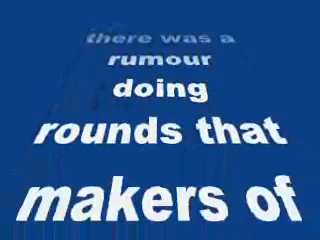 there was a
rumour
doing
rounds that
makers of